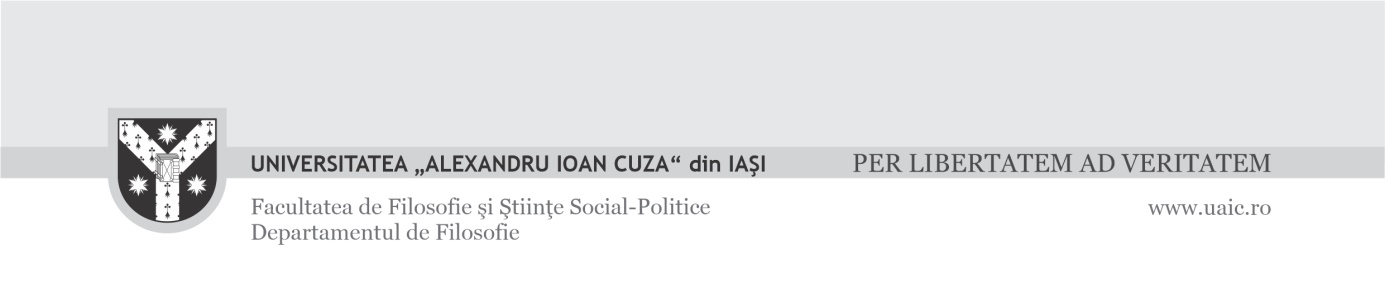 UNIVERSITATEA „ALEXANDRU IOAN CUZA“ din IAŞI
PER LIBERTATEM AD VERITATEM
Facultatea de Filosofie şi Ştiinţe Social-Politice
www.uaic.ro
Departamentul de Filosofie